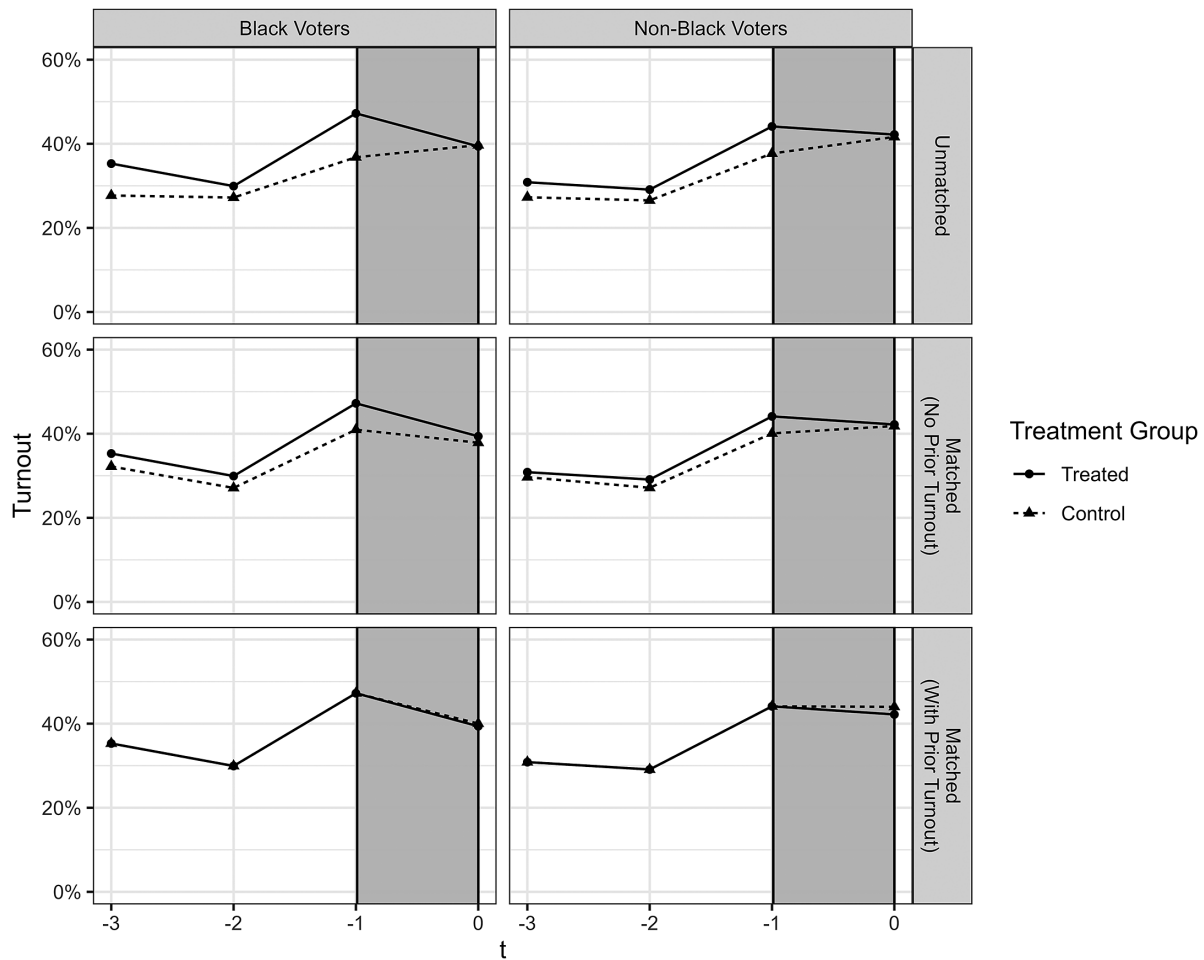 Black Voters
Non-Black Voters
60%
40%
20%
0%
Unmatched
60%
40%
20%
0%
Matched
(No Prior Turnout)
60%
40%
20%
0%
Matched
(With Prior Turnout)
Turnout
-3 -2 -1 0
-3 -2 -1 0
t
Treatment Group
Treated
Control